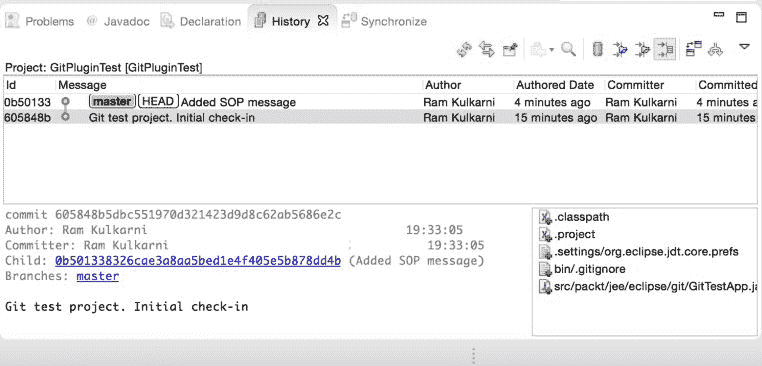 Problems @ Javadoc Declaration History Synchronize
Project: GitPluginTest [GitPluginTest]
Id Message Author Authored Date Committer Committed
0b50133 master HEAD Added SOP message Ram Kulkarni 4 minutes ago Ram Kulkarni 4 minutes a
605848b Git test project. Initial check-in Ram Kulkarni 15 minutes ago Ram Kulkarni 15 minutes
commit 605848b5dbc551970d321423d9d8c62ab5686e2c
Author: Ram Kulkarni 19:33:05
Committer: Ram Kulkarni 19:33:05
Child: 0b501338326cae3a8aa5bed1e4f405e5b878dd4b (Added SOP message)
Branches: master
Git test project. Initial check-in
.classpath
.project
.settings/org.eclipse.jdt.core.prefs
bin/.gitignore
src/packt/jee/eclipse/git/GitTestApp.ja